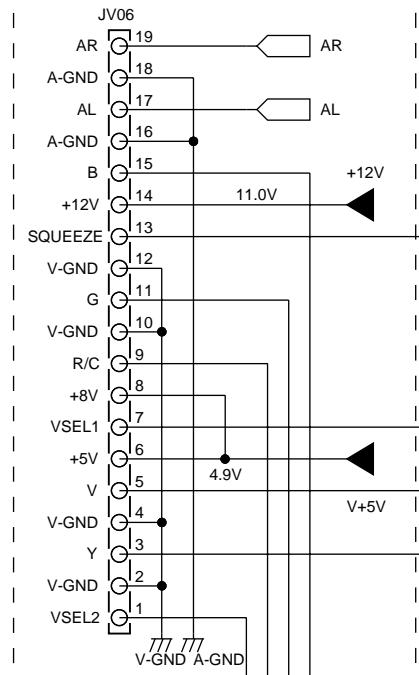 JV06
AR 19 AR
A-GND 18
AL 17 AL
A-GND 16
B 15
+12V
+12V 14 11.0V
SQUEEZE 13
V-GND 12
G 11
V-GND 10
R/C 9
+8V 8
VSEL1 7
+5V 6
4.9V
V 5
V+5V
V-GND 4
Y 3
V-GND 2
VSEL2 1
V-GND A-GND